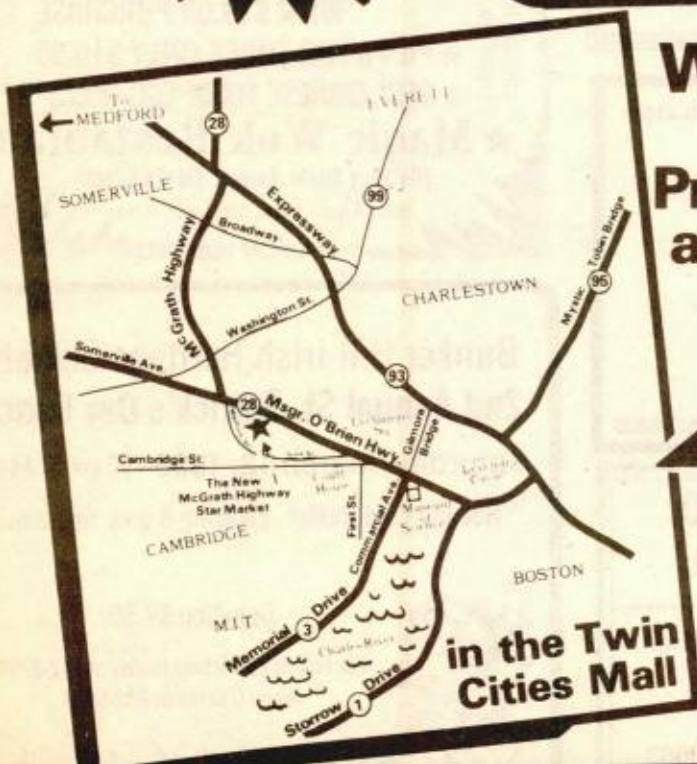 To
MEDFORD
28
EVERETT
SOMERVILLE
99
Broadway
Expressway
McGrath Highway
Washington St.
CHARLESTOWN
Mystic Tobin Bridge
95
Somerville Ave.
93
28
Msgr. O'Brien Hwy
Gilmore
Bridge
Cambridge St.
The New
McGrath Highway
Star Market
First St.
Commercial Ave.
CAMBRIDGE
BOSTON
M.I.T.
Memorial Drive
3
Charles River
Storrow Drive
1
in the Twin
Cities Mall
W
Pr
a